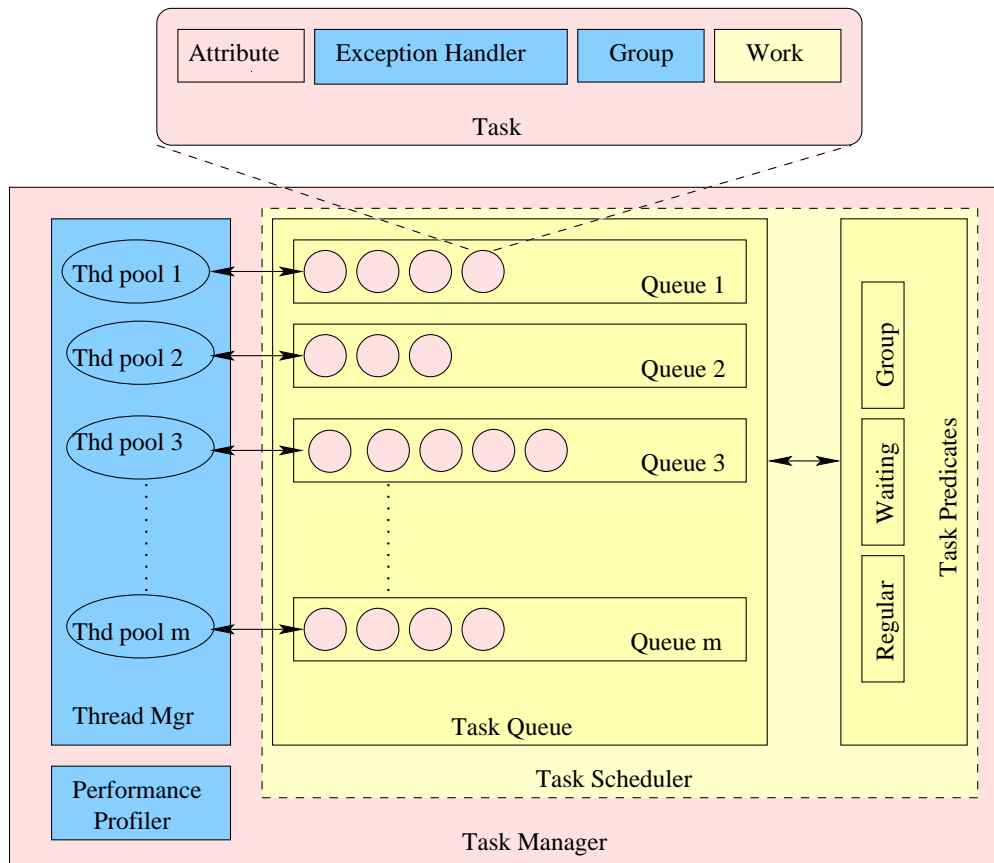 Attribute
Exception Handler
Group
Work
Task
Thd pool 1
Queue 1
Thd pool 2
Queue 2
Thd pool 3
Queue 3
Thd pool m
Queue m
Thread Mgr
Task Queue
Group
Waiting
Regular
Task Predicates
Task Scheduler
Performance
Profiler
Task Manager